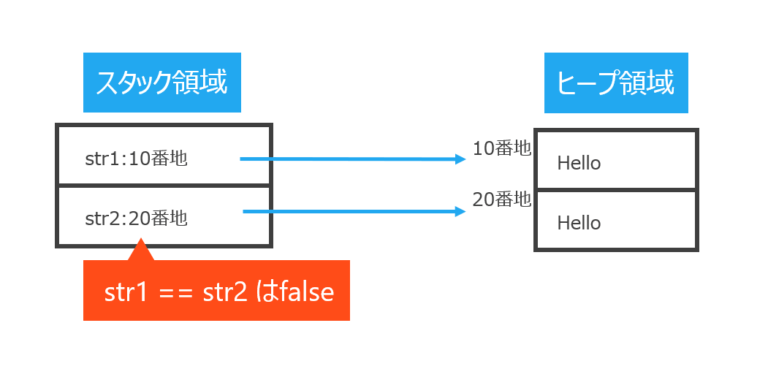 スタック領域
ヒープ領域
str1:10番地
10番地
Hello
str2:20番地
20番地
Hello
str1 == str2 はfalse